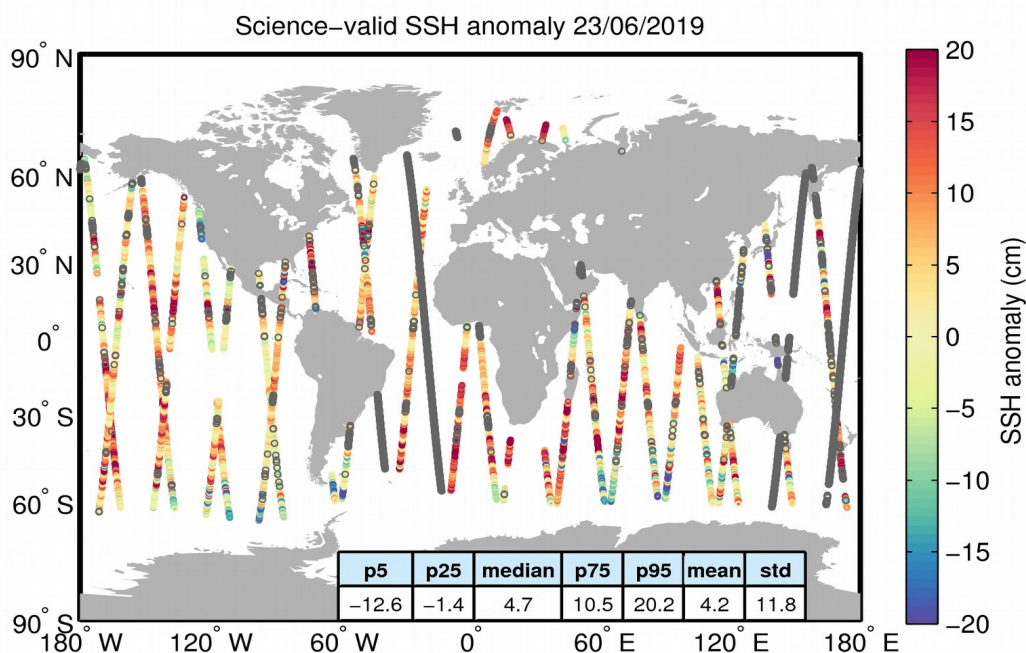 Science−valid SSH anomaly 23/06/2019
90° N
60° N
30° N
0°
30° S
60° S
90° S
180° W
120° W
60° W
0°
60° E
120° E
180° E
p5 p25 median p75 p95 mean std
−12.6 −1.4 4.7 10.5 20.2 4.2 11.8
20
15
10
5
0
−5
−10
−15
−20
SSH anomaly (cm)